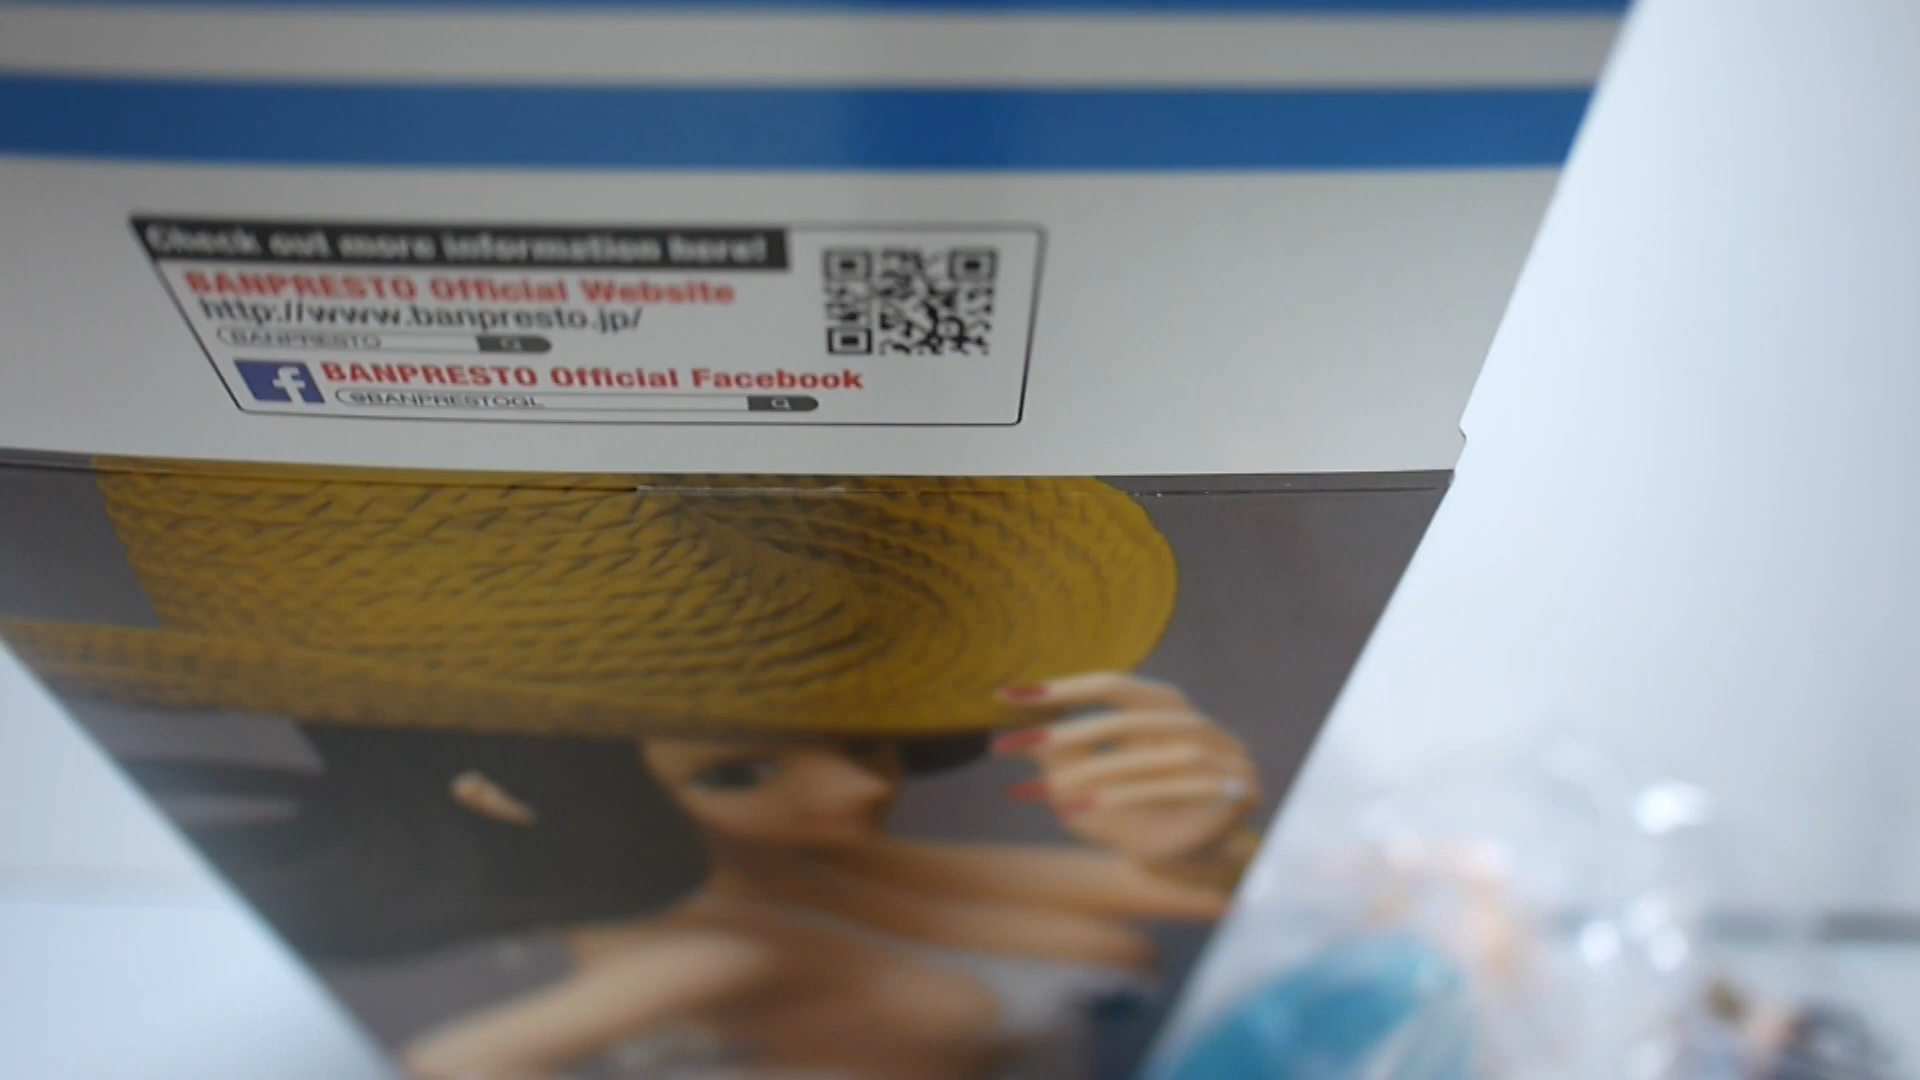 Check out more information here!
BANPRESTO Official Website
http://www.banpresto.jp/
BANPRESTO
f BANPRESTO Official Facebook
@BANPRESTOGL